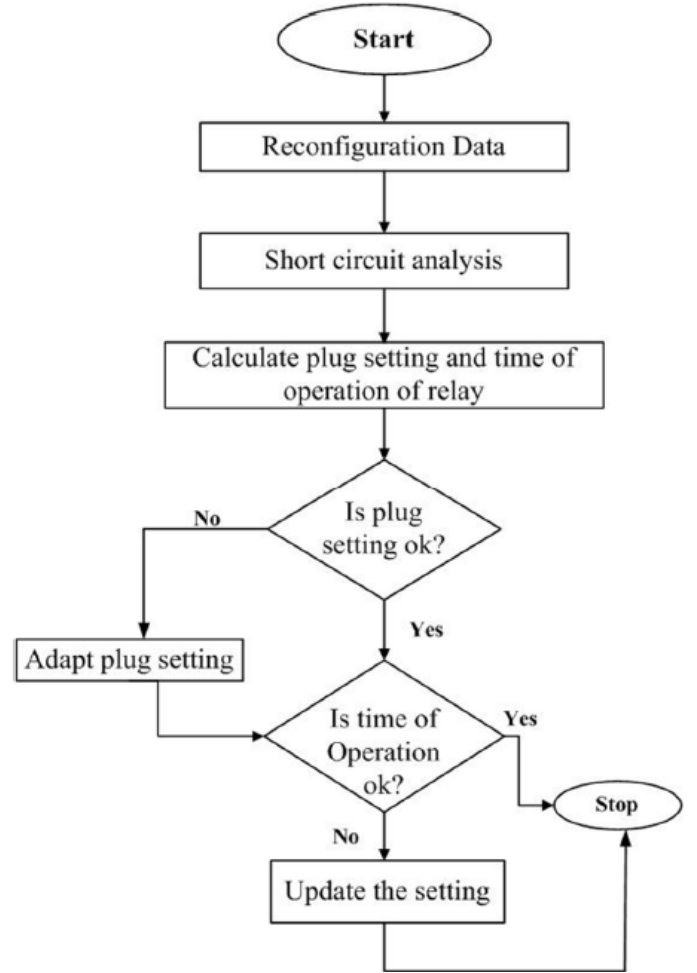 Start
Reconfiguration Data
Short circuit analysis
Calculate plug setting and time of
operation of relay
Is plug
setting ok?
No
Yes
Adapt plug setting
Is time of
Operation
ok?
Yes
Stop
No
Update the setting